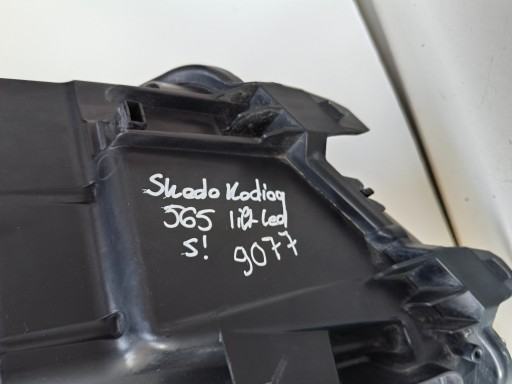 Skoda Kodiaq
565 lift led
S! 9077